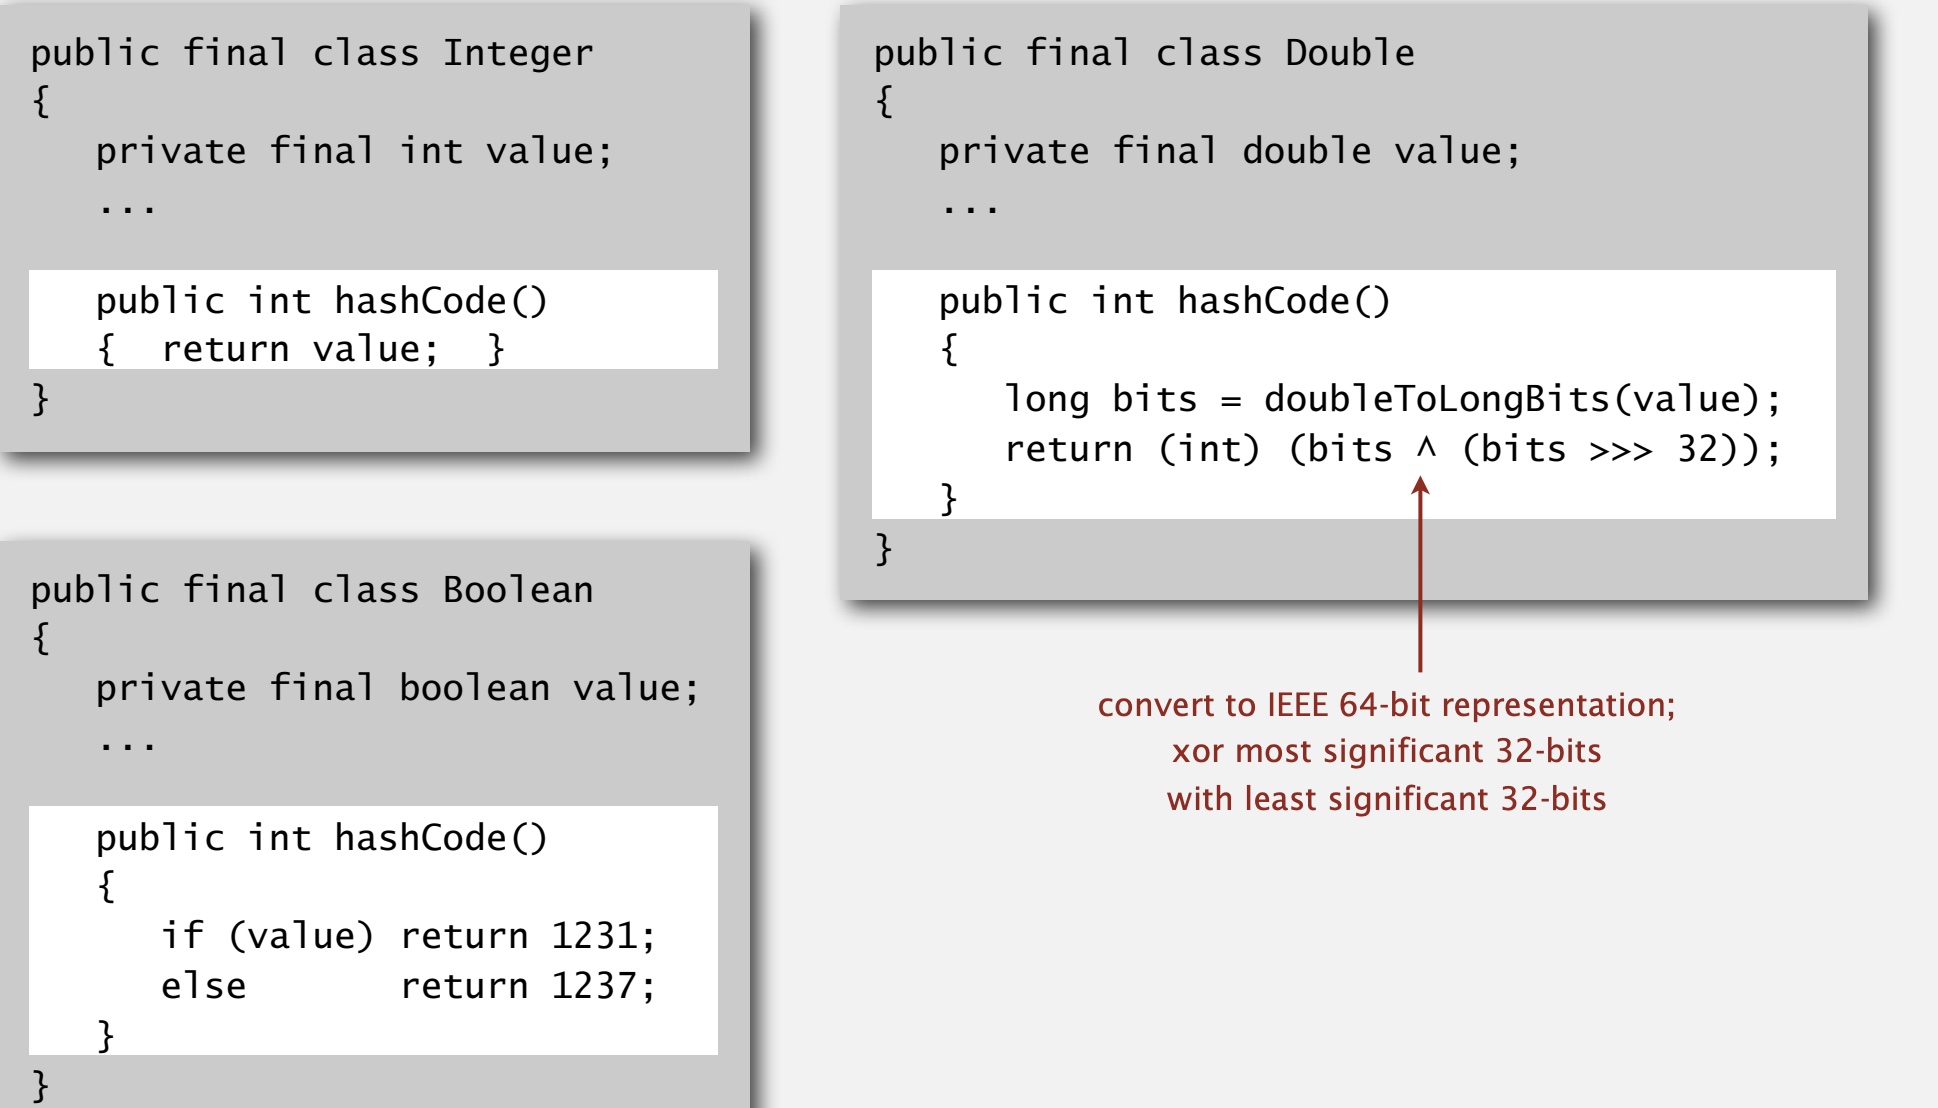 public final class Integer
{
   private final int value;
   ...
   public int hashCode()
   {  return value;  }
}
public final class Boolean
{
   private final boolean value;
   ...
   public int hashCode()
   {
      if (value) return 1231;
      else       return 1237;
   }
}
public final class Double
{
   private final double value;
   ...
   public int hashCode()
   {
      long bits = doubleToLongBits(value);
      return (int) (bits ^ (bits >>> 32));
   }
}
convert to IEEE 64-bit representation;
xor most significant 32-bits
with least significant 32-bits